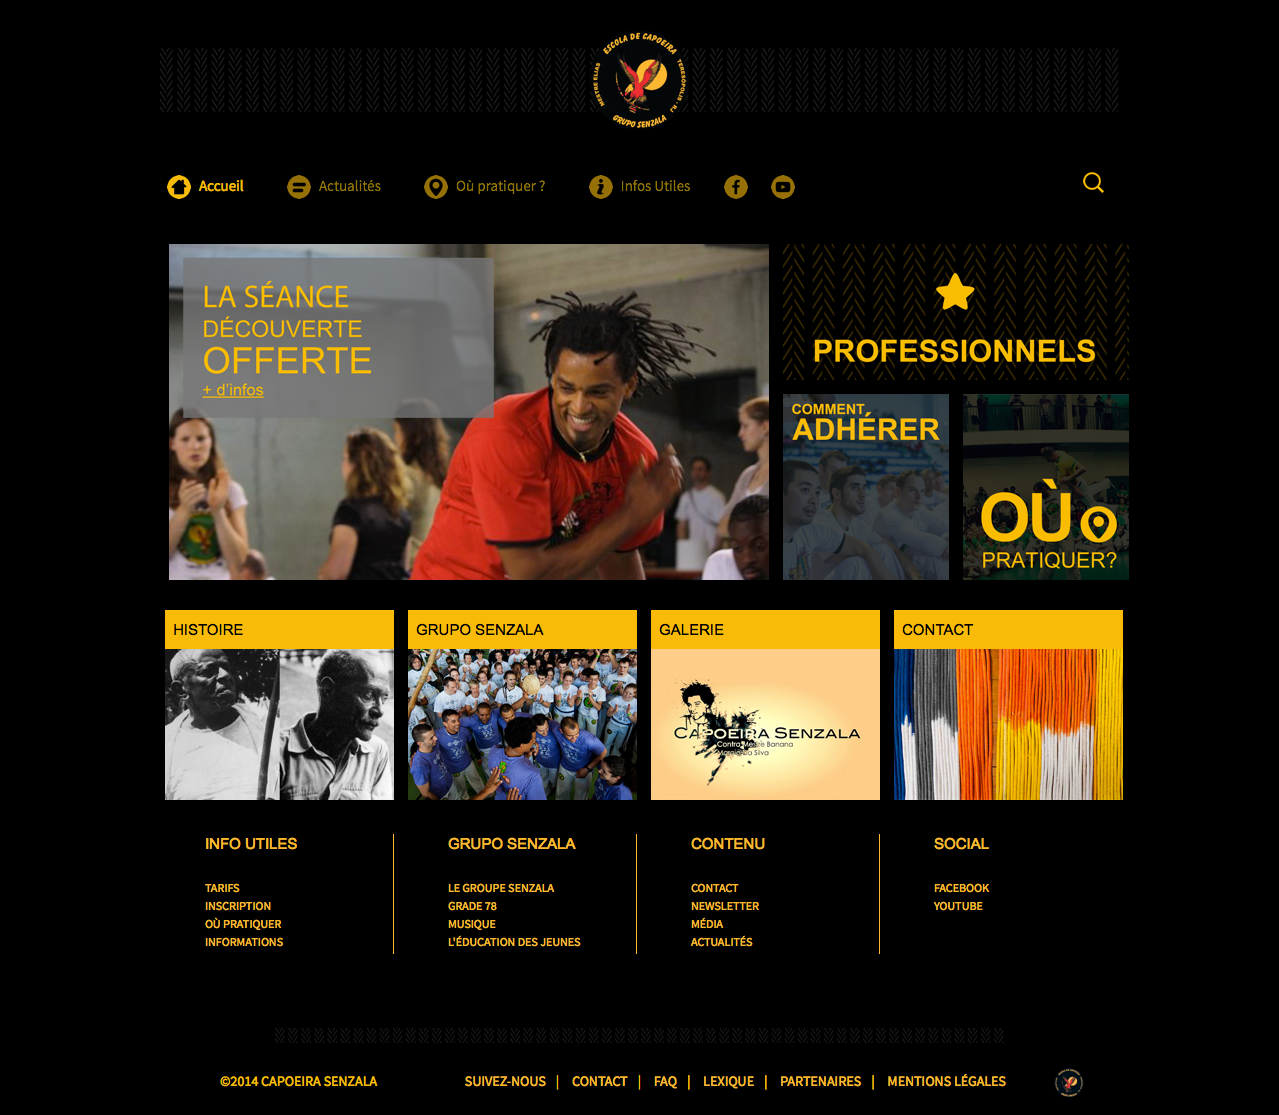 ESCOLA DE CAPOEIRA
MESTRE ELIAS
TERESOPOLIS - RJ
GRUPO SENZALA
Accueil
Actualités
Où pratiquer ?
Infos Utiles
LA SÉANCE
DÉCOUVERTE
OFFERTE
+ d'infos
PROFESSIONNELS
COMMENT
ADHÉRER
OÙ
PRATIQUER?
HISTOIRE
GRUPO SENZALA
GALERIE
CONTACT
CAPOEIRA SENZALA
Contra Mestre Banana
INFO UTILES
TARIFS
INSCRIPTION
OÙ PRATIQUER
INFORMATIONS
GRUPO SENZALA
LE GROUPE SENZALA
GRADE 78
MUSIQUE
L'ÉDUCATION DES JEUNES
CONTENU
CONTACT
NEWSLETTER
MÉDIA
ACTUALITÉS
SOCIAL
FACEBOOK
YOUTUBE
©2014 CAPOEIRA SENZALA
SUIVEZ-NOUS | CONTACT | FAQ | LEXIQUE | PARTENAIRES | MENTIONS LÉGALES